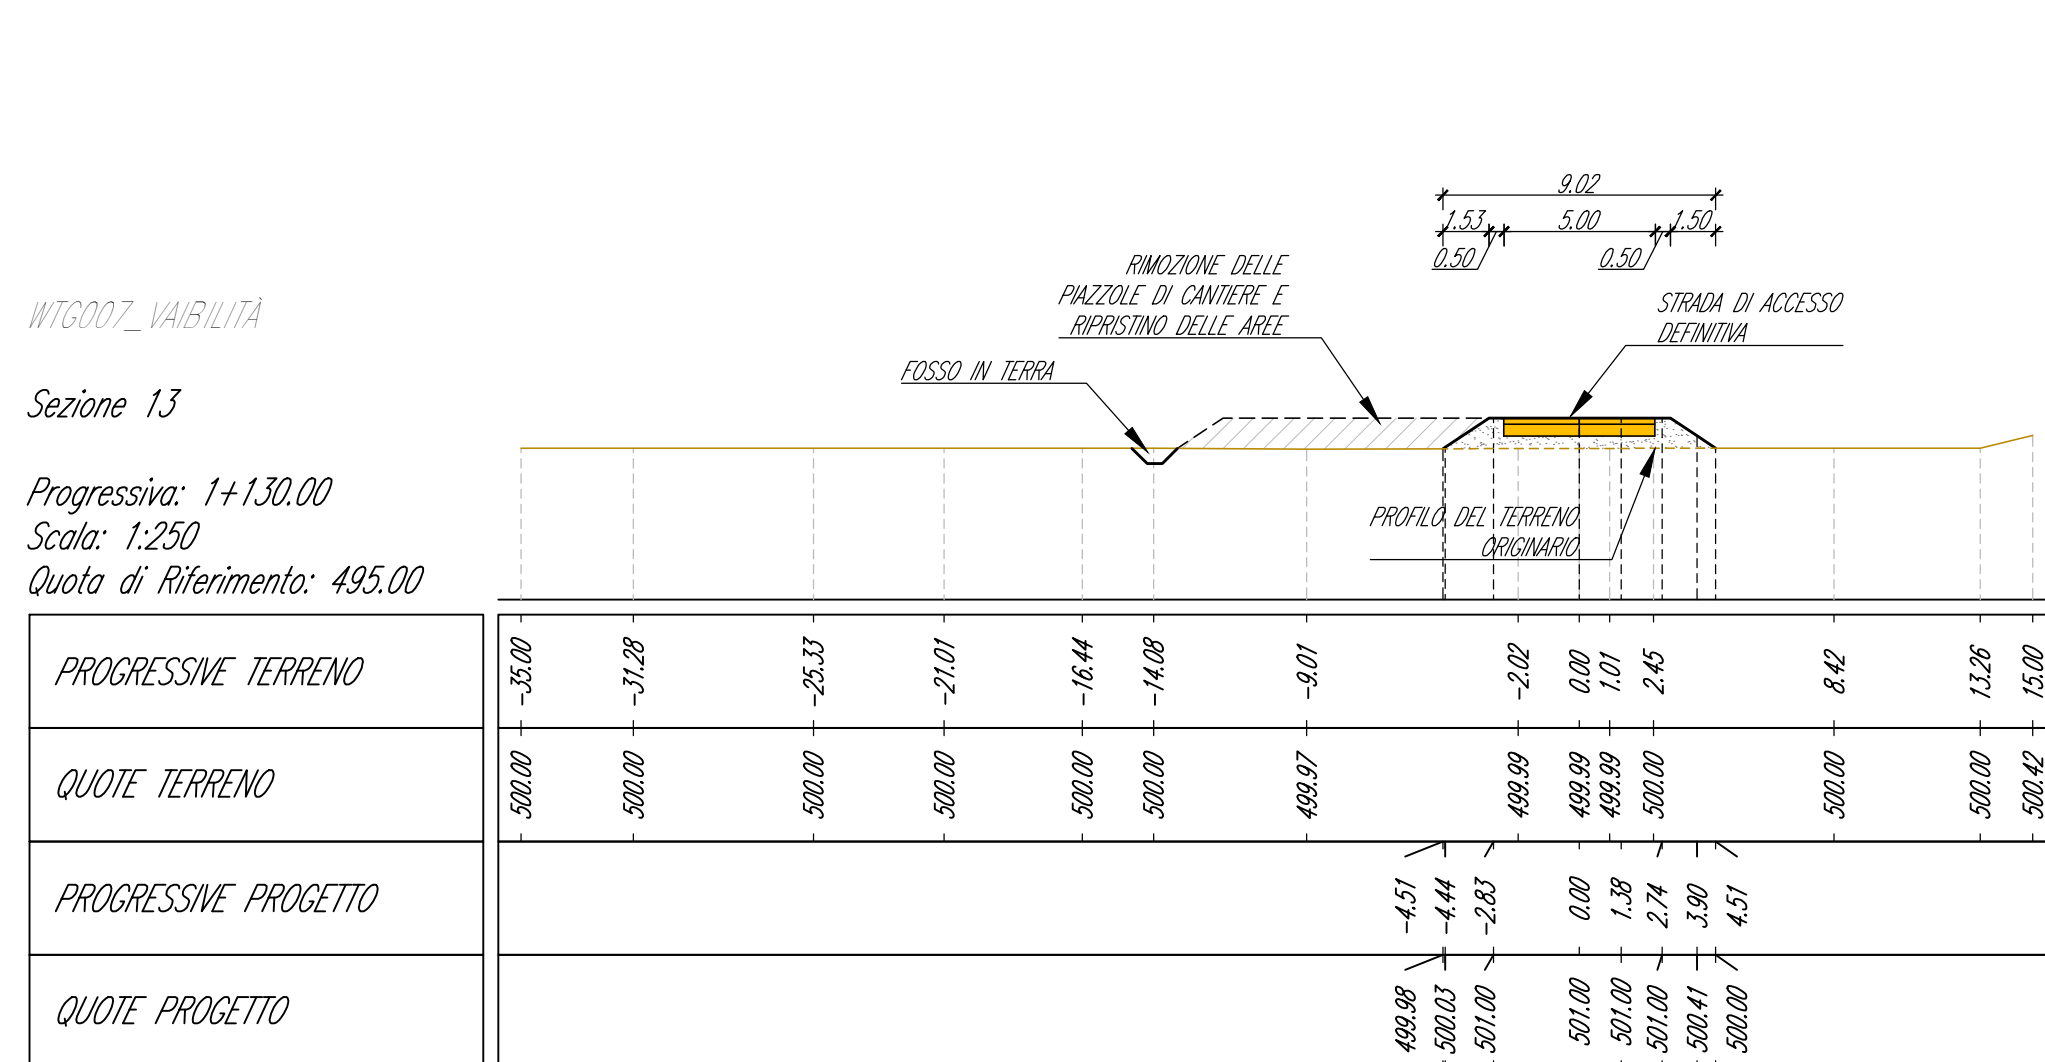 9.02
1.53 5.00 1.50
0.50 0.50
RIMOZIONE DELLE
PIAZZOLE DI CANTIERE E
RIPRISTINO DELLE AREE
STRADA DI ACCESSO
DEFINITIVA
WTG007_VAIBILITÀ
FOSSO IN TERRA
Sezione 13
Progressiva: 1+130.00
Scala: 1:250
Quota di Riferimento: 495.00
PROFILO DEL TERRENO
ORIGINARIO
PROGRESSIVE TERRENO -35.00 -31.28 -25.33 -21.01 -16.44 -14.08 -9.01 -2.02 0.00 1.01 2.45 8.42 13.26 15.00
QUOTE TERRENO 500.00 500.00 500.00 500.00 500.00 500.00 499.97 499.99 499.99 499.99 500.00 500.00 500.00 500.42
PROGRESSIVE PROGETTO -4.51 -4.44 -2.83 0.00 1.38 2.74 3.90 4.51
QUOTE PROGETTO 499.98 500.03 501.00 501.00 501.00 501.00 500.41 500.00